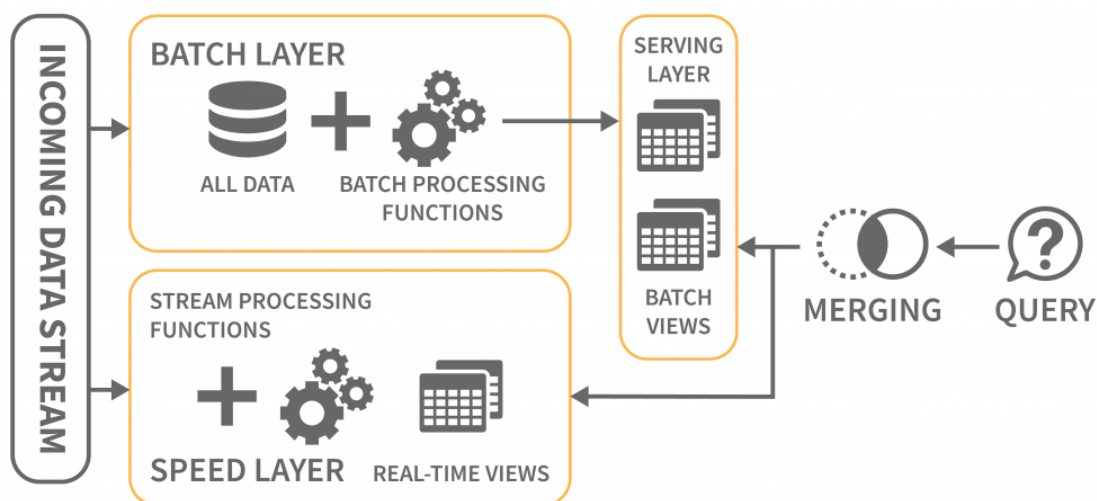 INCOMING DATA STREAM
BATCH LAYER
ALL DATA
BATCH PROCESSING
FUNCTIONS
STREAM PROCESSING
FUNCTIONS
SPEED LAYER
REAL-TIME VIEWS
SERVING
LAYER
BATCH
VIEWS
MERGING
?
QUERY